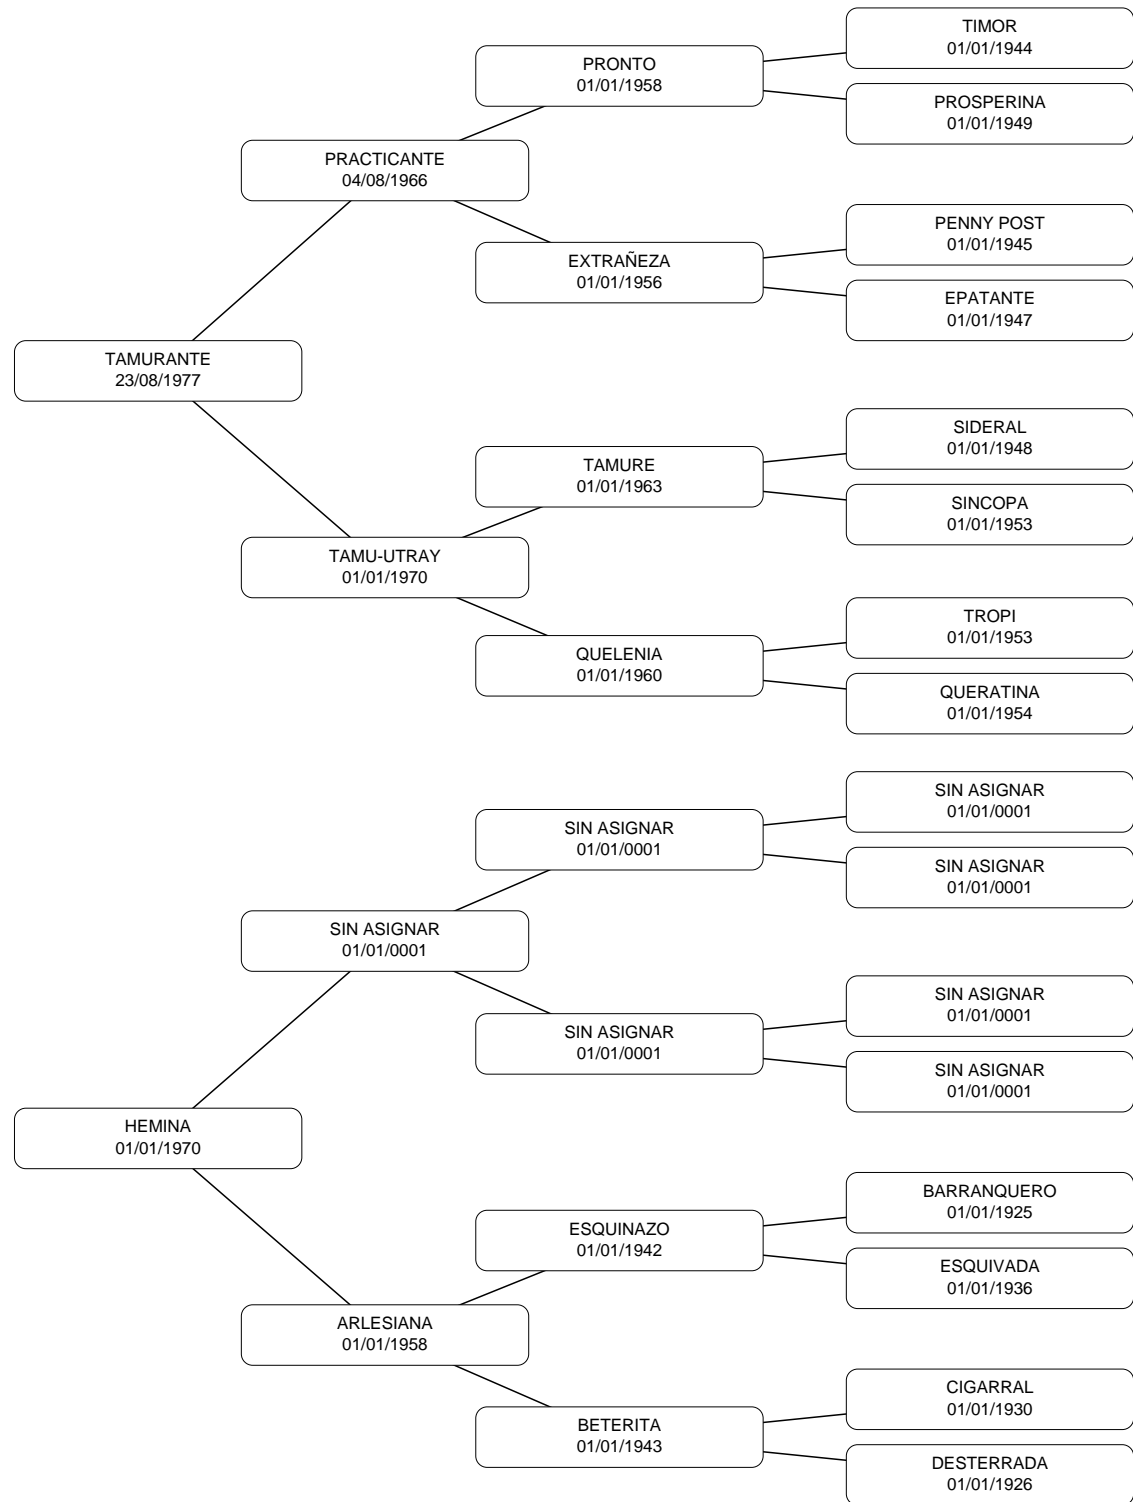 TIMOR
01/01/1944
PRONTO
01/01/1958
PROSPERINA
01/01/1949
PRACTICANTE
04/08/1966
PENNY POST
01/01/1945
EXTRAÑEZA
01/01/1956
EPATANTE
01/01/1947
TAMURANTE
23/08/1977
SIDERAL
01/01/1948
TAMURE
01/01/1963
SINCOPA
01/01/1953
TAMU-UTRAY
01/01/1970
TROPI
01/01/1953
QUELENIA
01/01/1960
QUERATINA
01/01/1954
SIN ASIGNAR
01/01/0001
SIN ASIGNAR
01/01/0001
SIN ASIGNAR
01/01/0001
SIN ASIGNAR
01/01/0001
SIN ASIGNAR
01/01/0001
SIN ASIGNAR
01/01/0001
SIN ASIGNAR
01/01/0001
HEMINA
01/01/1970
BARRANQUERO
01/01/1925
ESQUINAZO
01/01/1942
ESQUIVADA
01/01/1936
ARLESIANA
01/01/1958
CIGARRAL
01/01/1930
BETERITA
01/01/1943
DESTERRADA
01/01/1926